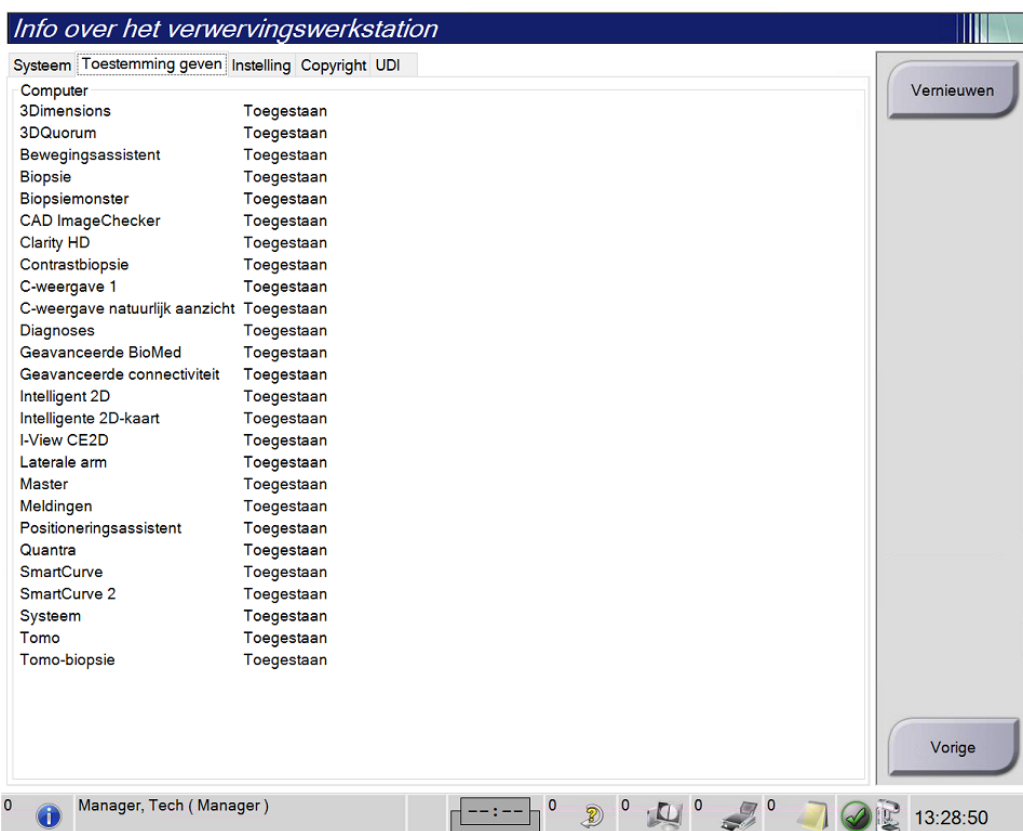 Info over het verwervingswerkstation
Systeem Toestemming geven Instelling Copyright UDI
Computer
3Dimensions Toegestaan
3DQuorum Toegestaan
Bewegingsassistent Toegestaan
Biopsie Toegestaan
Biopsiemonster Toegestaan
CAD ImageChecker Toegestaan
Clarity HD Toegestaan
Contrastbiopsie Toegestaan
C-weergave 1 Toegestaan
C-weergave natuurlijk aanzicht Toegestaan
Diagnoses Toegestaan
Geavanceerde BioMed Toegestaan
Geavanceerde connectiviteit Toegestaan
Intelligent 2D Toegestaan
Intelligente 2D-kaart Toegestaan
I-View CE2D Toegestaan
Laterale arm Toegestaan
Master Toegestaan
Meldingen Toegestaan
Positioneringsassistent Toegestaan
Quantra Toegestaan
SmartCurve Toegestaan
SmartCurve 2 Toegestaan
Systeem Toegestaan
Tomo Toegestaan
Tomo-biopsie Toegestaan
Vernieuwen
Vorige
0 Manager, Tech ( Manager ) --:-- 0 0 0 0 13:28:50